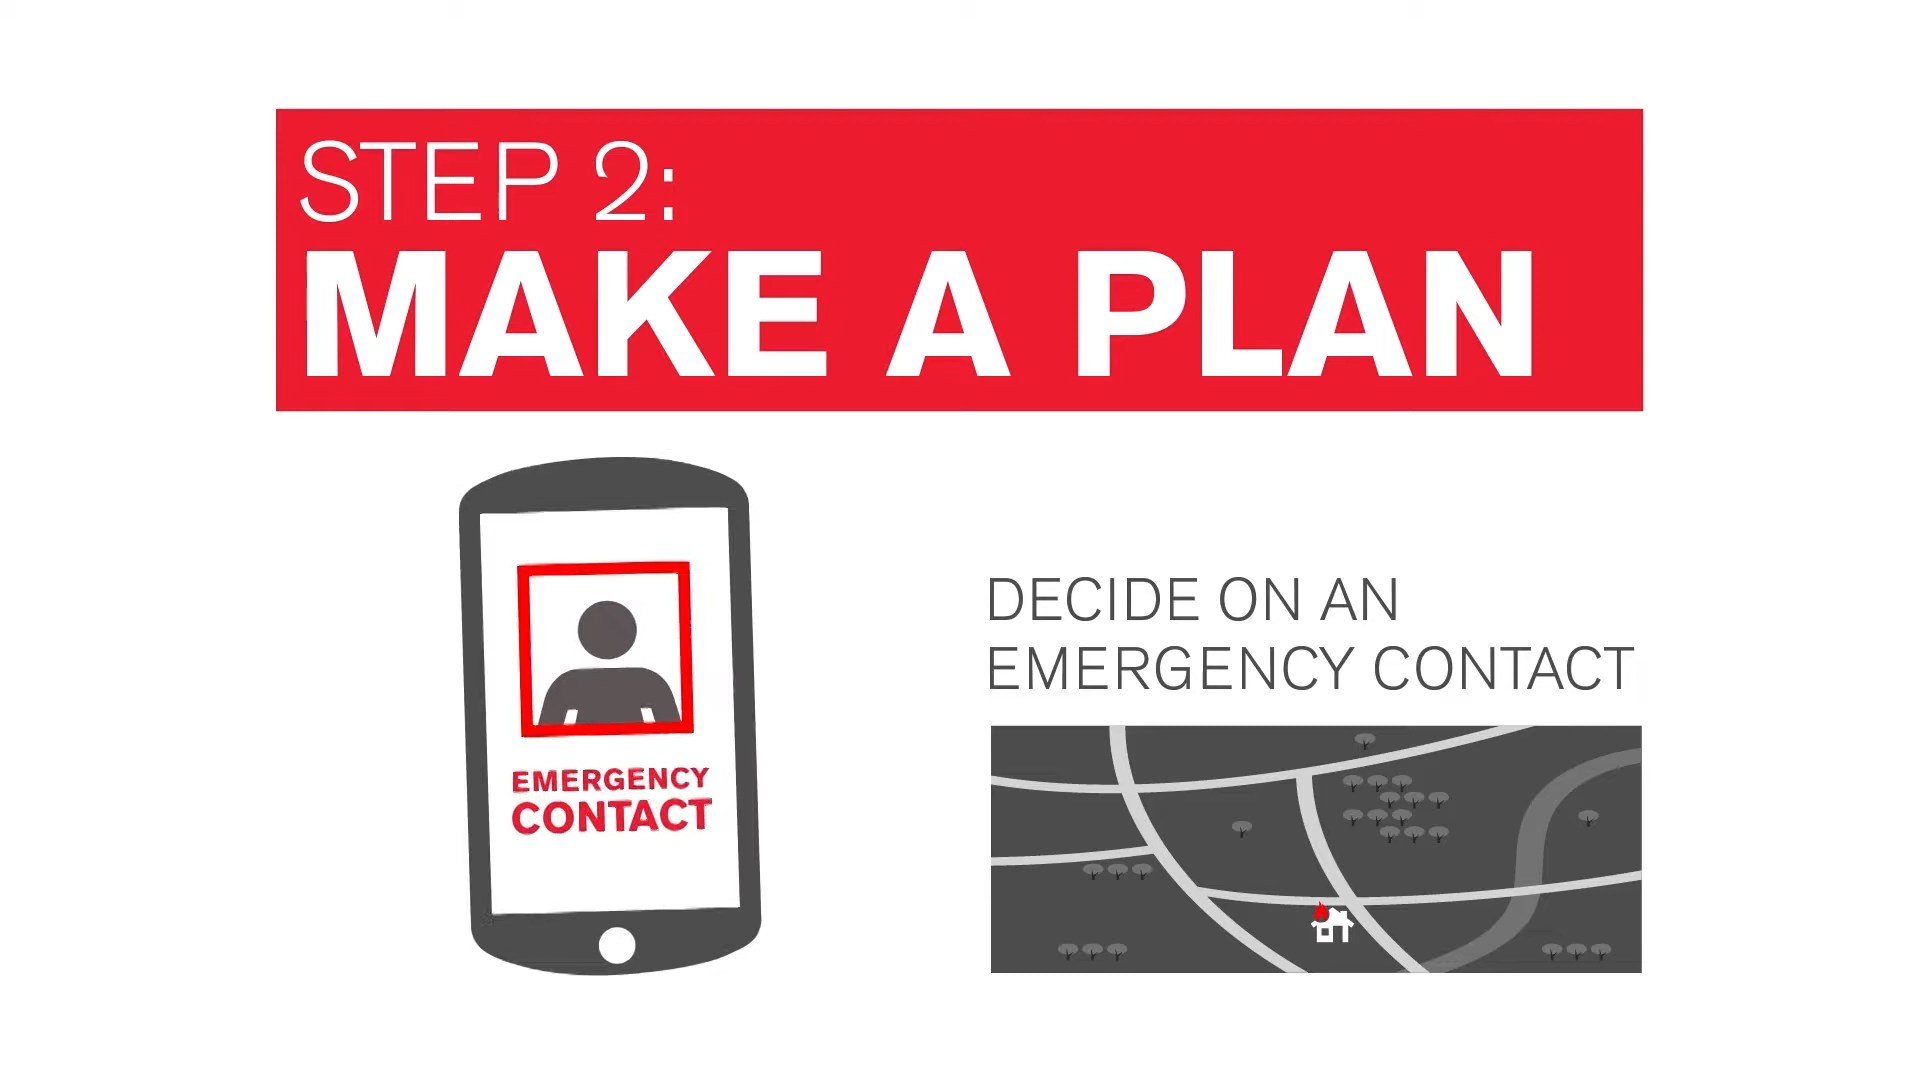 STEP 2:
MAKE A PLAN
EMERGENCY
CONTACT
DECIDE ON AN
EMERGENCY CONTACT